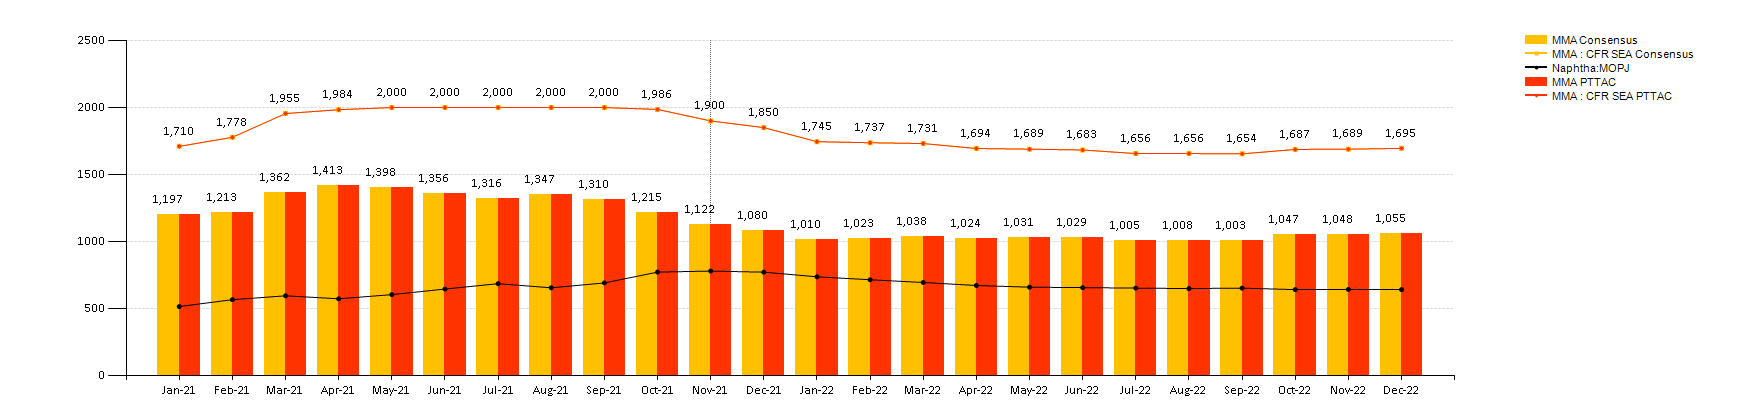 2500
2000
1500
1000
500
0
1,710
1,778
1,955
1,984
2,000
2,000
2,000
2,000
2,000
1,986
1,900
1,850
1,745
1,737
1,731
1,694
1,689
1,683
1,656
1,656
1,654
1,687
1,689
1,695
1,197
1,213
1,362
1,413
1,398
1,356
1,316
1,347
1,310
1,215
1,122
1,080
1,010
1,023
1,038
1,024
1,031
1,029
1,005
1,008
1,003
1,047
1,048
1,055
Jan-21
Feb-21
Mar-21
Apr-21
May-21
Jun-21
Jul-21
Aug-21
Sep-21
Oct-21
Nov-21
Dec-21
Jan-22
Feb-22
Mar-22
Apr-22
May-22
Jun-22
Jul-22
Aug-22
Sep-22
Oct-22
Nov-22
Dec-22
MMA Consensus
MMA : CFR SEA Consensus
Naphtha:MOPJ
MMA PTTAC
MMA : CFR SEA PTTAC